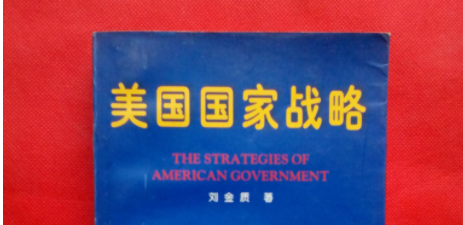 美国国家战略
THE STRATEGIES OF
AMERICAN GOVERNMENT
刘金质 著